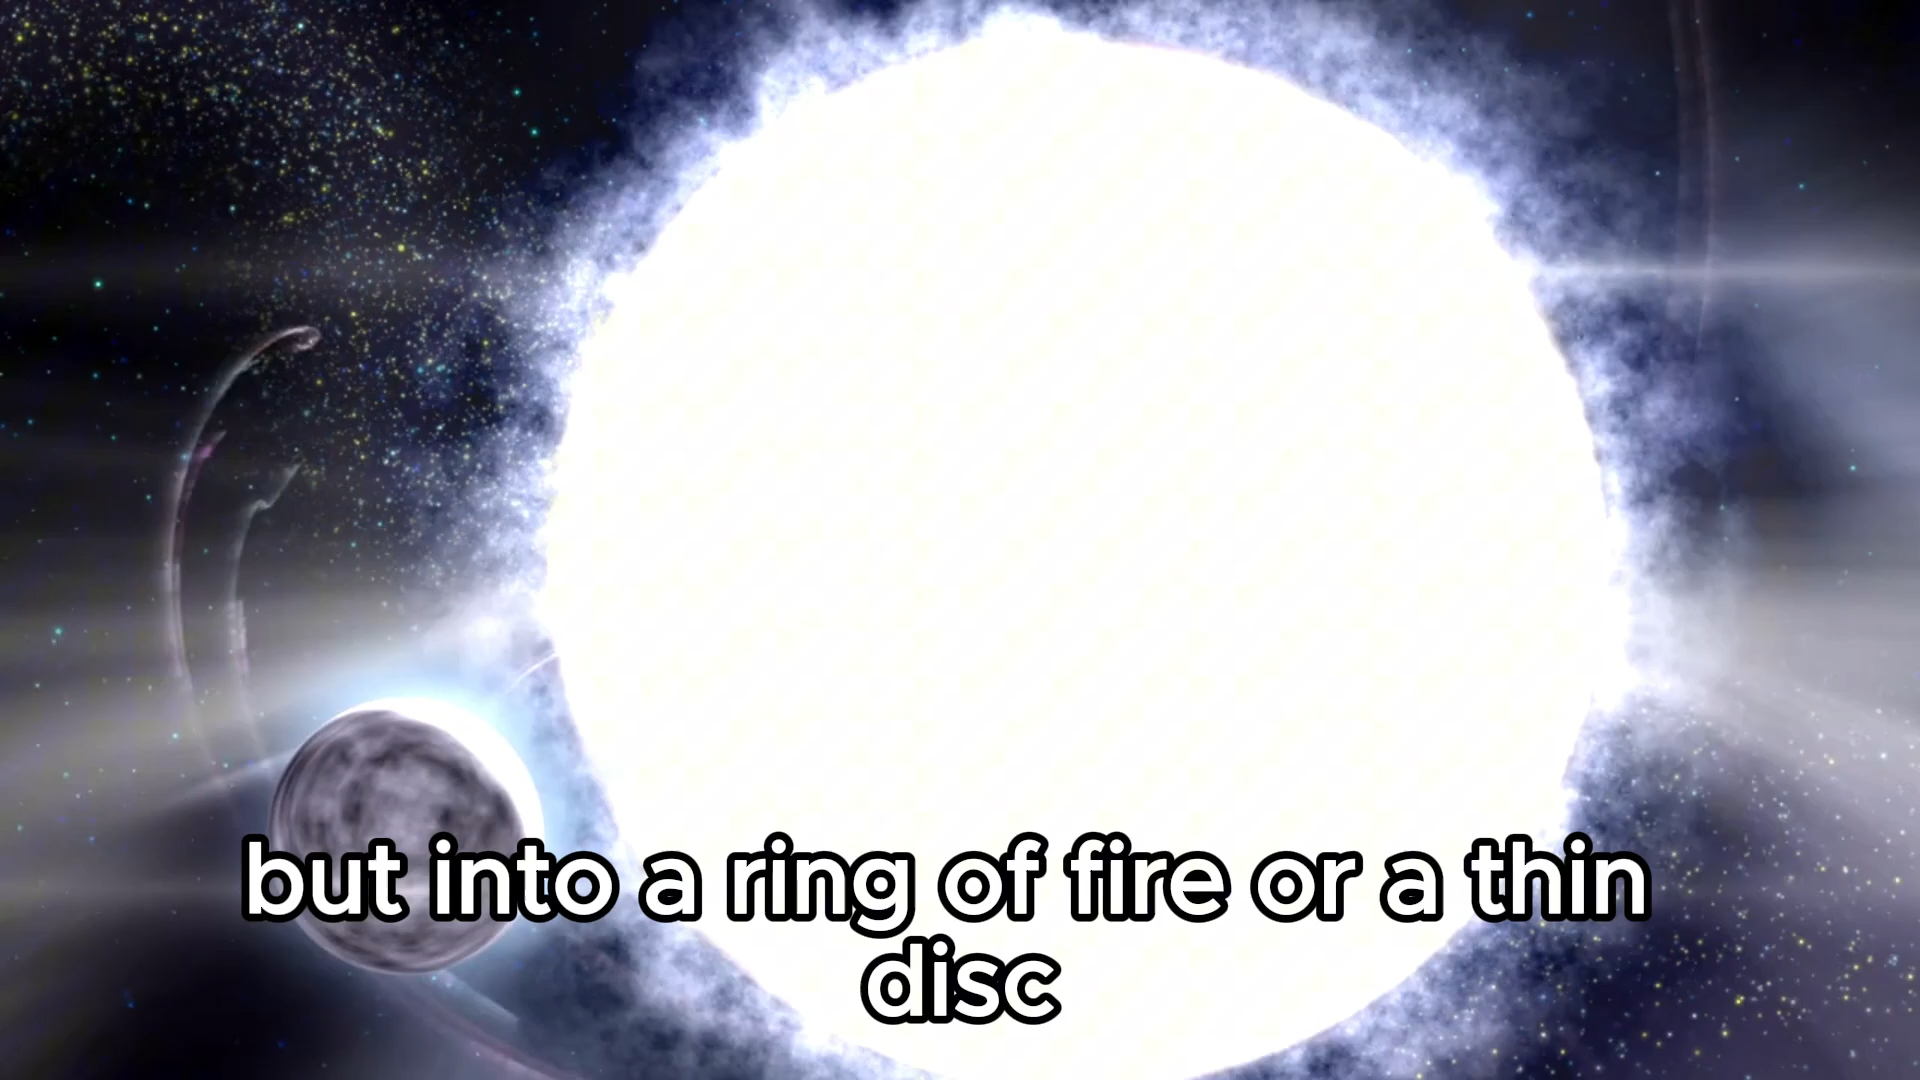 but into a ring of fire or a thin
disc